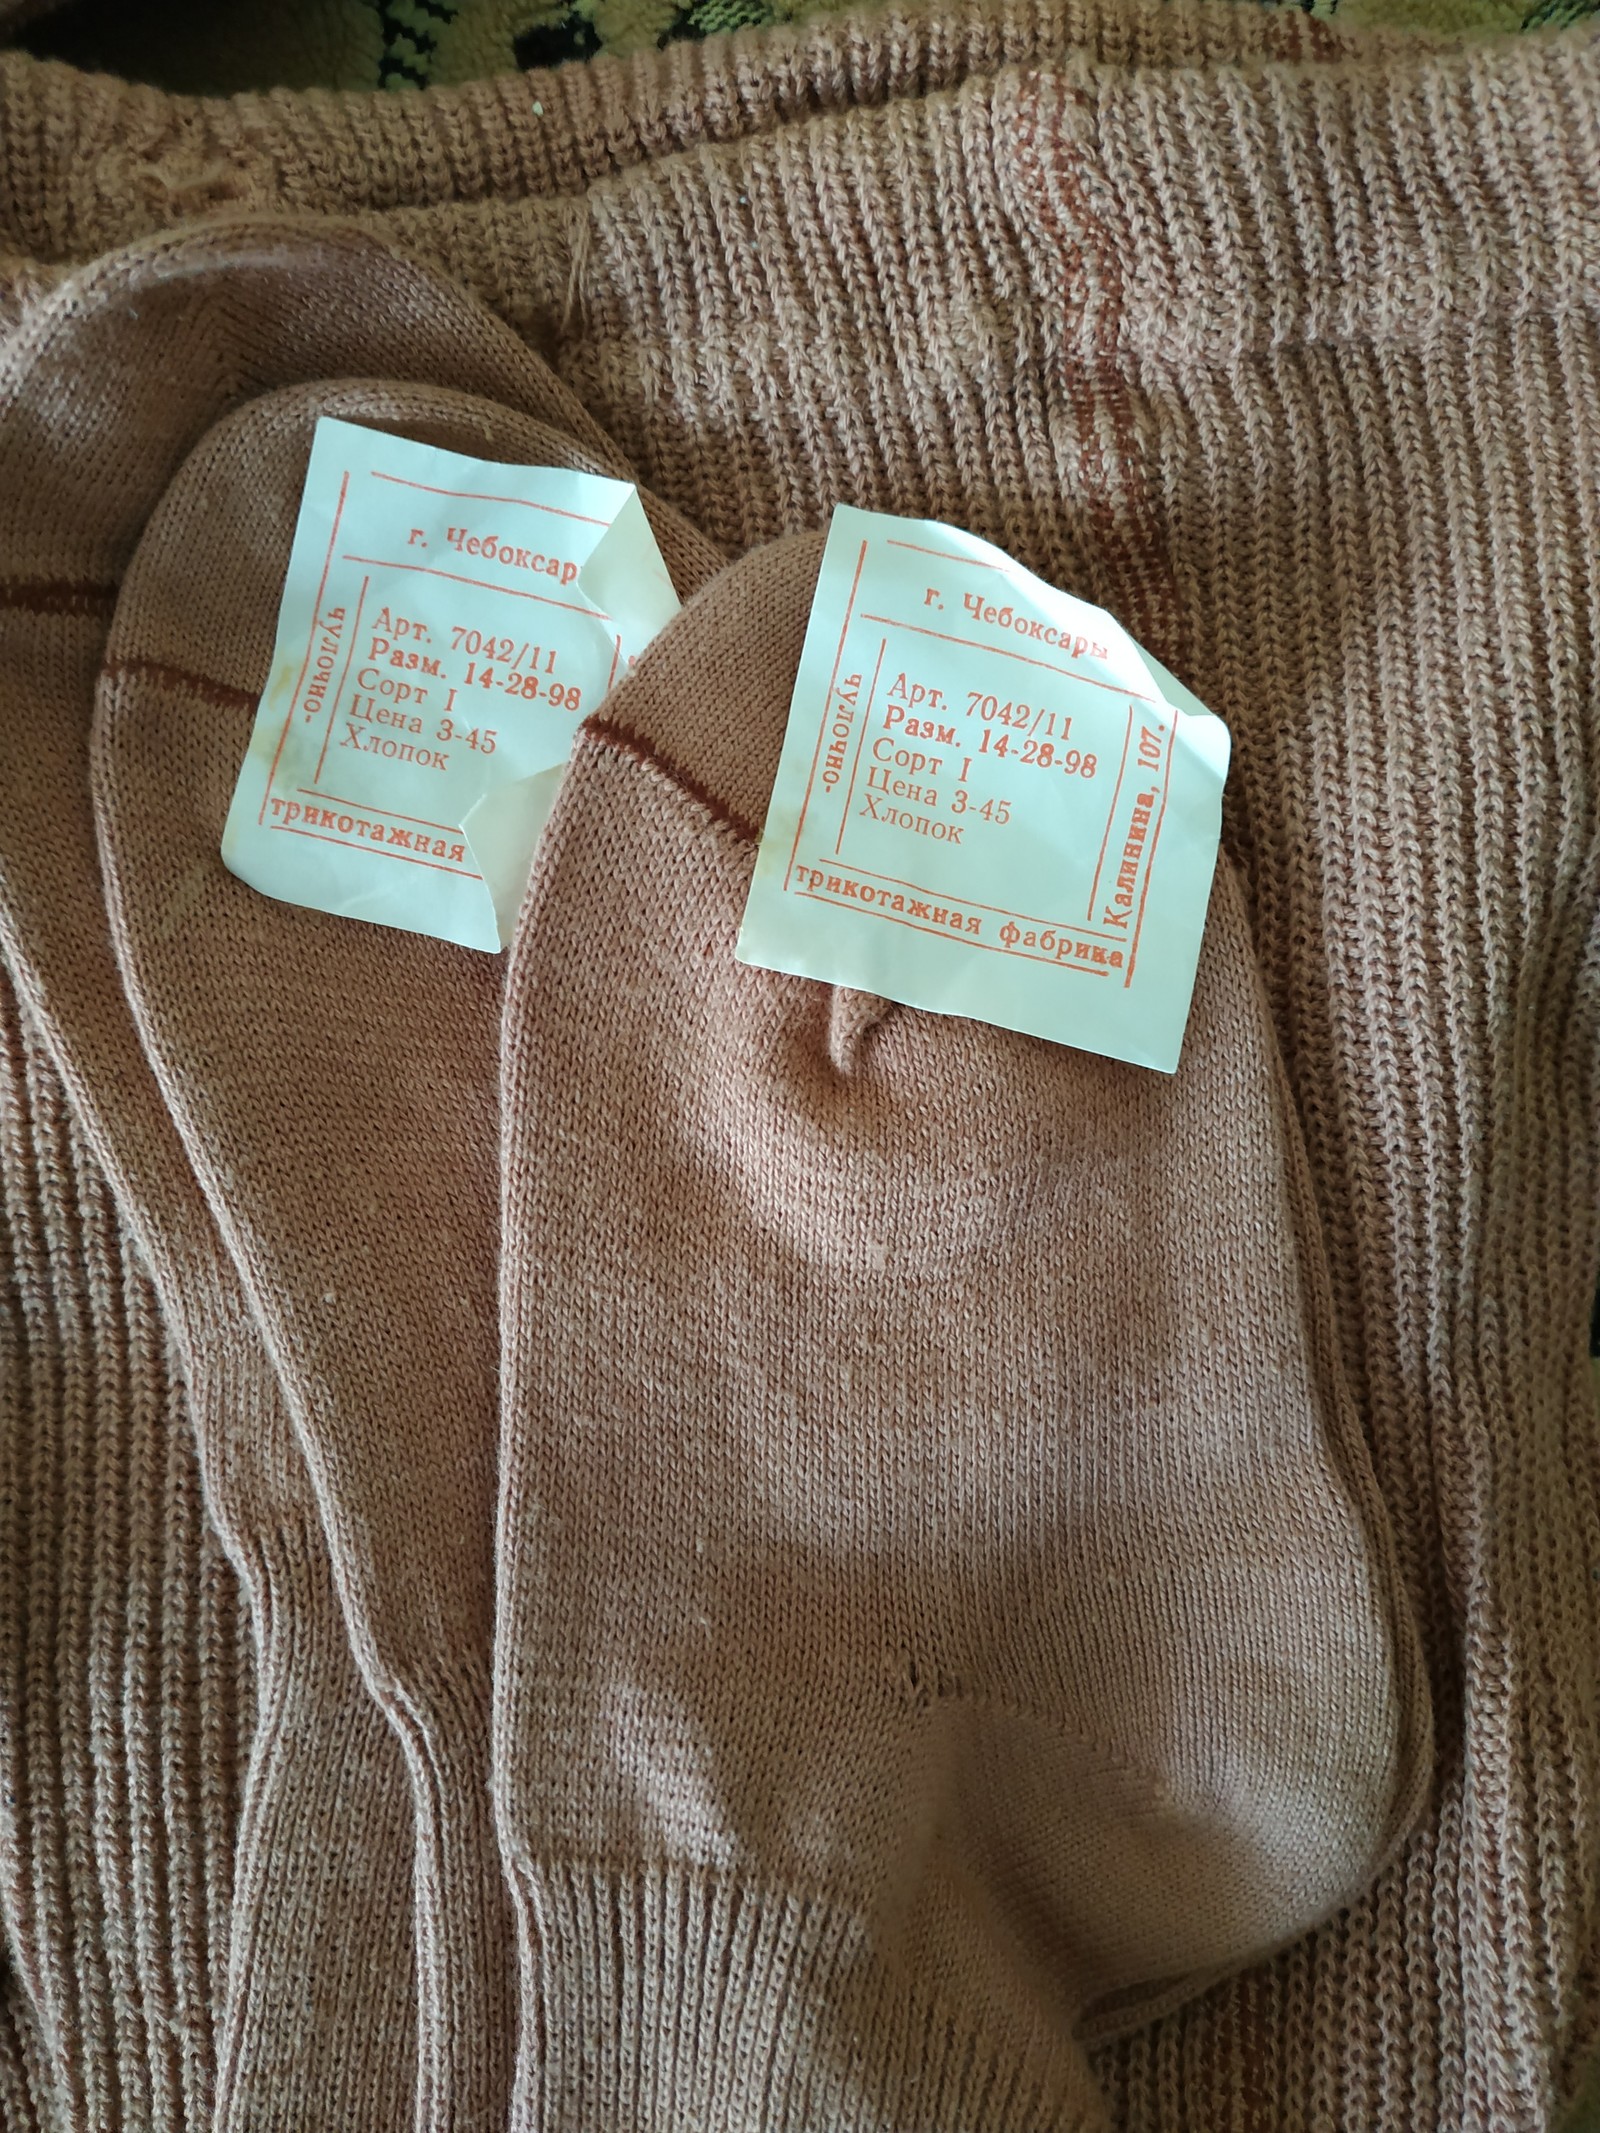 г. Чебоксар
чулочно-
Арт. 7042/11
Разм. 14-28-98
Сорт I
Цена 3-45
Хлопок
трикотажная
г. Чебоксары
чулочно-
Арт. 7042/11
Разм. 14-28-98
Сорт I
Цена 3-45
Хлопок
Калинина, 107.
трикотажная фабрика